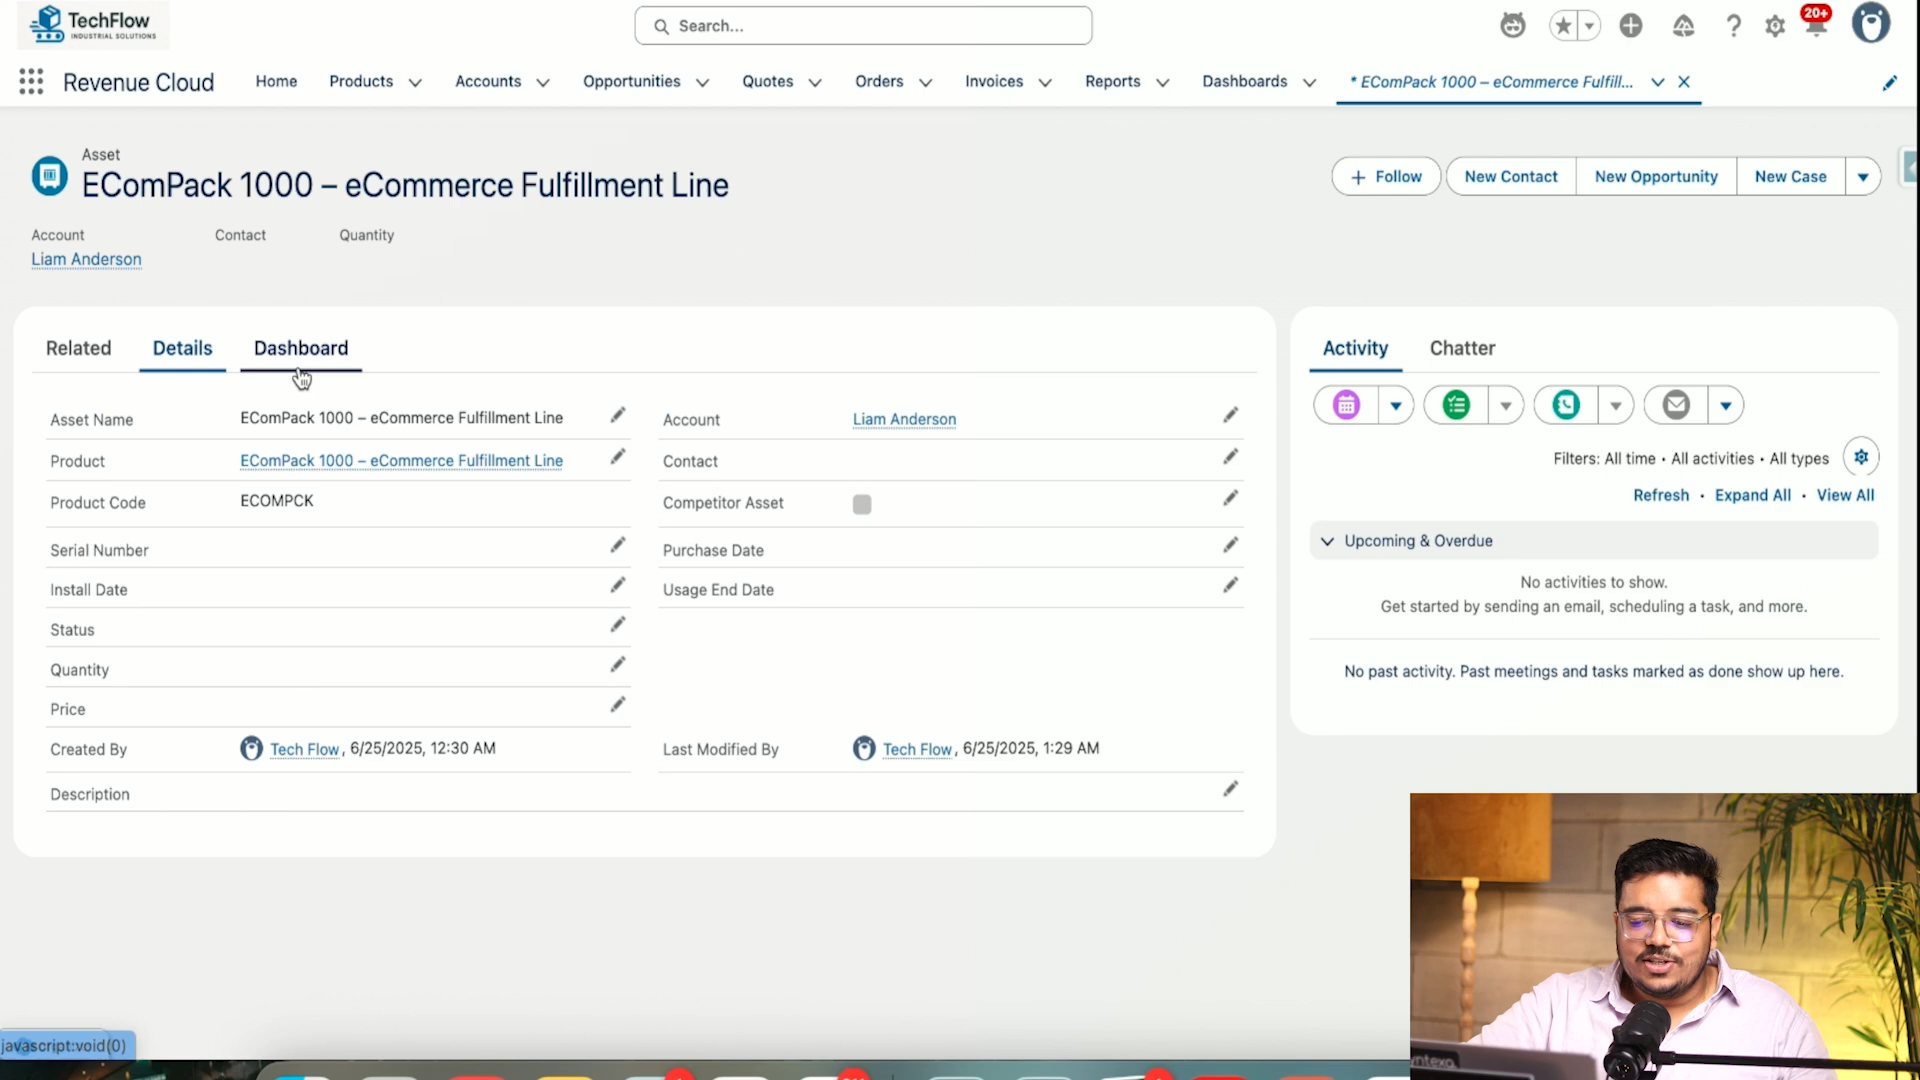 TechFlow
INDUSTRIAL SOLUTIONS
Search...
20+
Revenue Cloud
Home
Products
Accounts
Opportunities
Quotes
Orders
Invoices
Reports
Dashboards
* EComPack 1000 – eCommerce Fulfill...
Asset
EComPack 1000 – eCommerce Fulfillment Line
Follow
New Contact
New Opportunity
New Case
Account
Contact
Quantity
Liam Anderson
Related
Details
Dashboard
Asset Name
EComPack 1000 – eCommerce Fulfillment Line
Account
Liam Anderson
Product
EComPack 1000 – eCommerce Fulfillment Line
Contact
Product Code
ECOMPCK
Competitor Asset
Serial Number
Purchase Date
Install Date
Usage End Date
Status
Quantity
Price
Created By
Tech Flow, 6/25/2025, 12:30 AM
Last Modified By
Tech Flow, 6/25/2025, 1:29 AM
Description
Activity
Chatter
Filters: All time • All activities • All types
Refresh • Expand All • View All
Upcoming & Overdue
No activities to show.
Get started by sending an email, scheduling a task, and more.
No past activity. Past meetings and tasks marked as done show up here.
javascript:void(0)